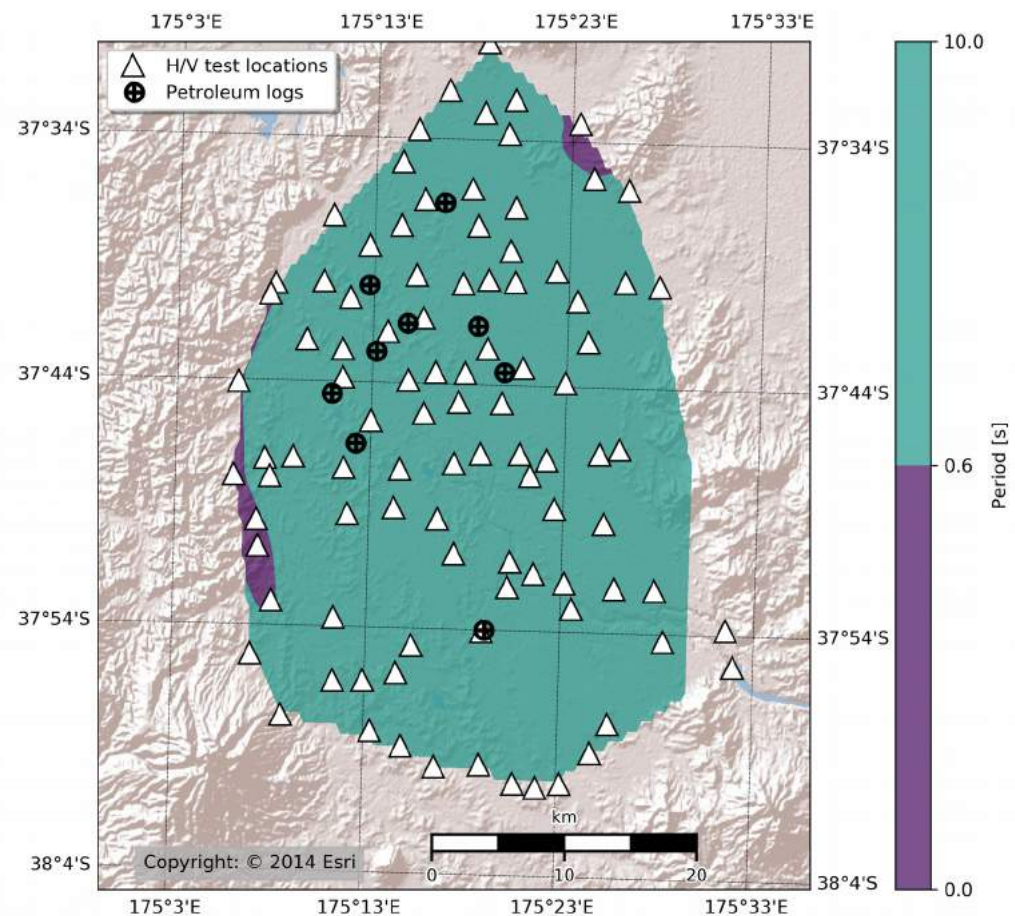 175°3'E 175°13'E 175°23'E 175°33'E
H/V test locations
Petroleum logs
10.0
37°34'S 37°34'S
37°44'S 37°44'S
0.6
Period [s]
37°54'S 37°54'S
km
Copyright: © 2014 Esri
0 10 20
38°4'S 38°4'S
0.0
175°3'E 175°13'E 175°23'E 175°33'E